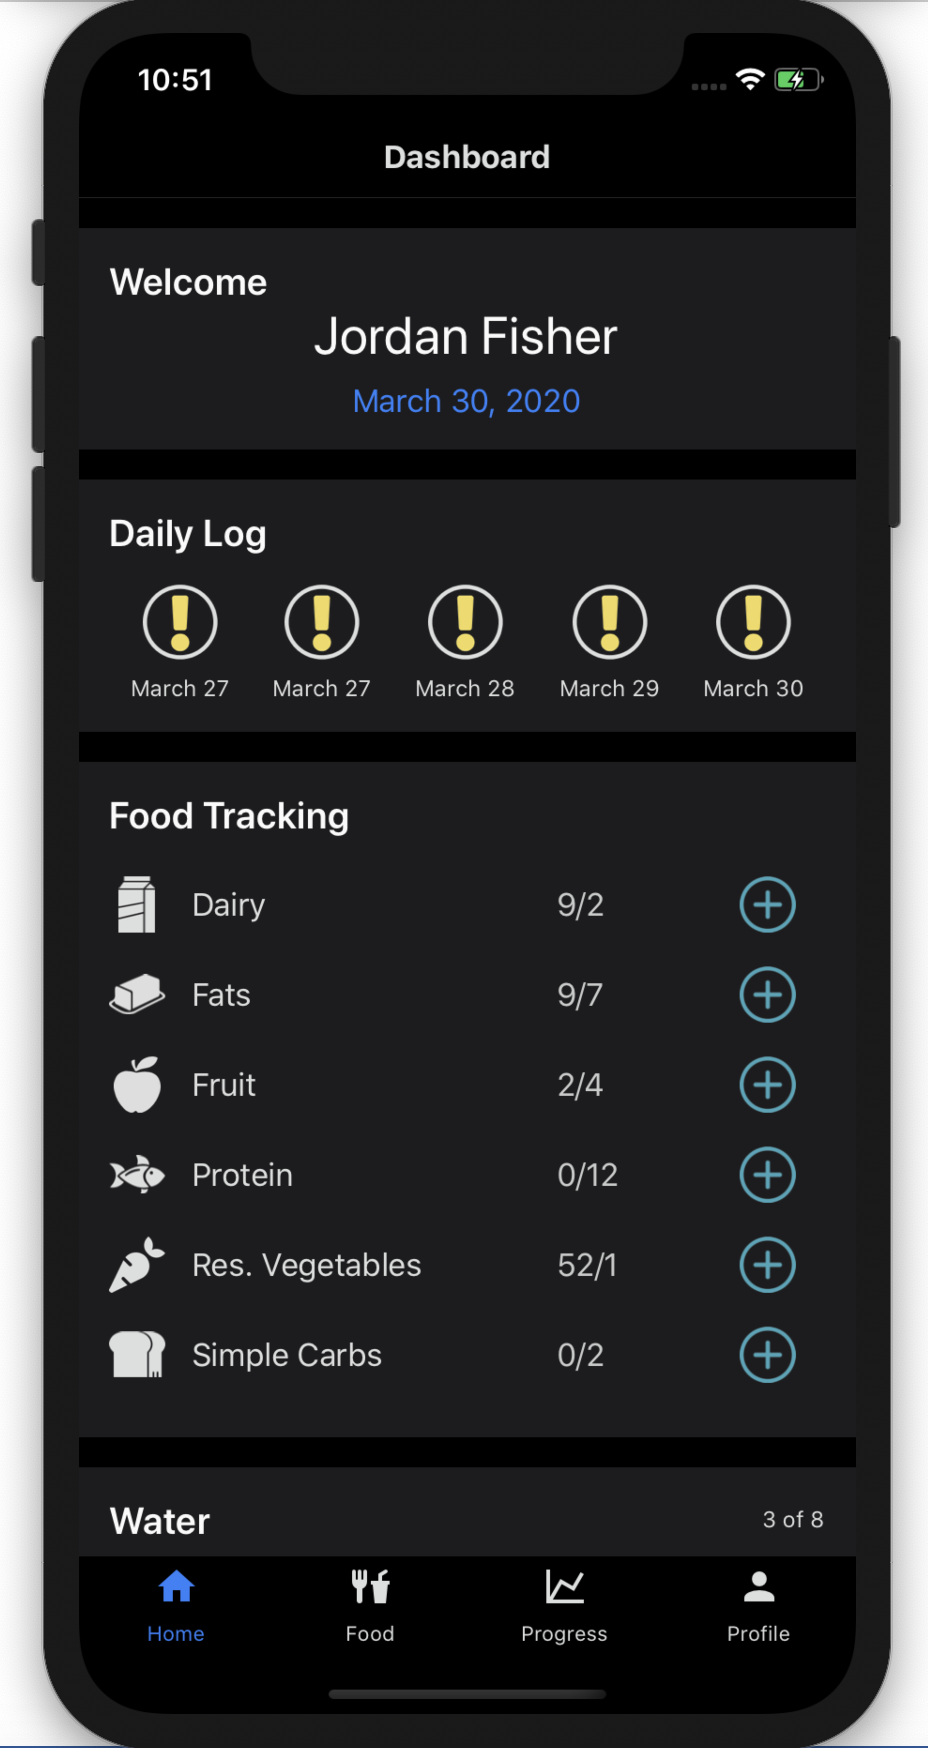 10:51
Dashboard
Welcome
Jordan Fisher
March 30, 2020
Daily Log
March 27 March 27 March 28 March 29 March 30
Food Tracking
Dairy 9/2
Fats 9/7
Fruit 2/4
Protein 0/12
Res. Vegetables 52/1
Simple Carbs 0/2
Water 3 of 8
Home Food Progress Profile